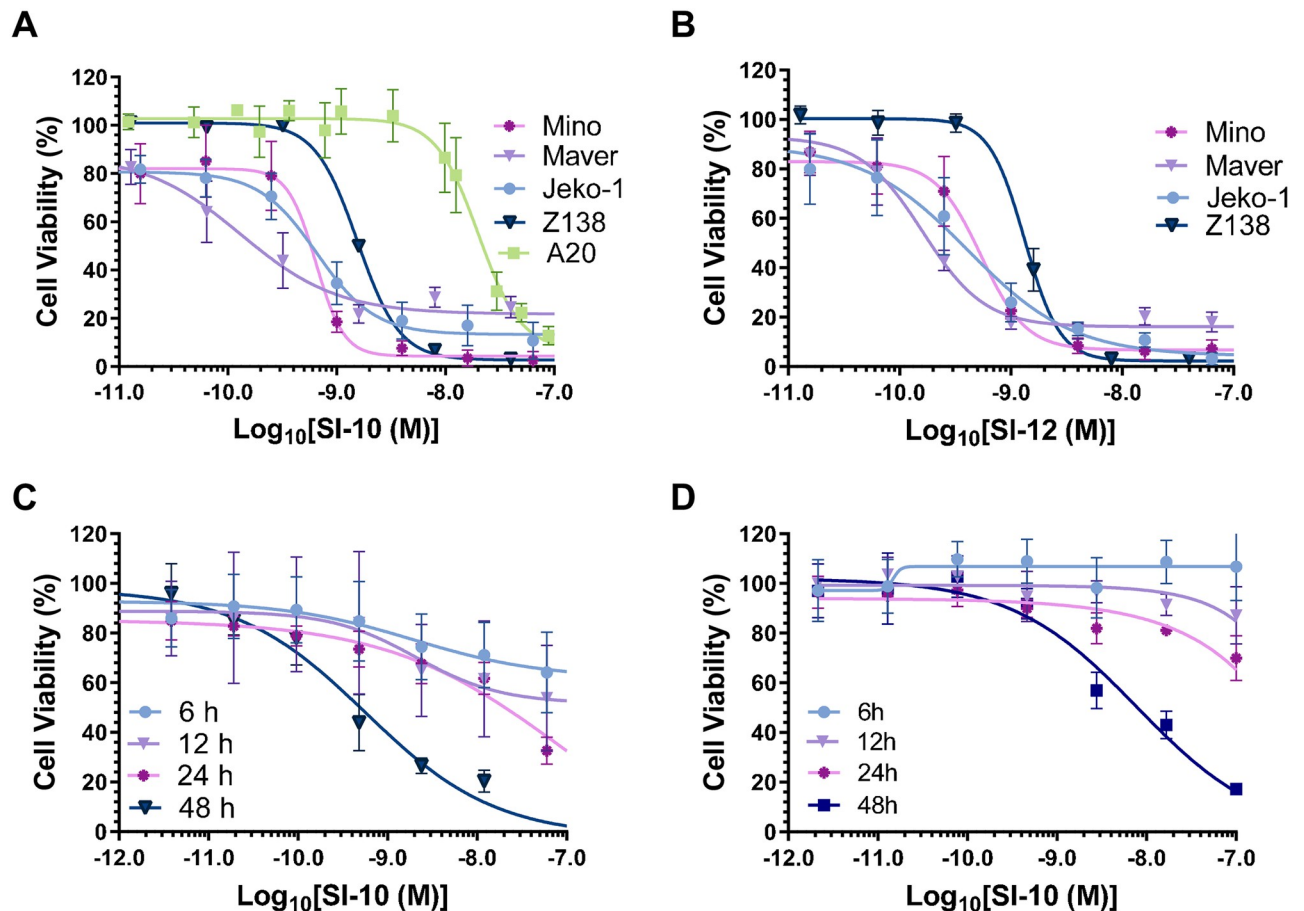 A
Cell Viability (%)
120
100
80
60
40
20
0
-11.0 -10.0 -9.0 -8.0 -7.0
Log10[SI-10 (M)]
Mino
Maver
Jeko-1
Z138
A20
B
Cell Viability (%)
120
100
80
60
40
20
0
-11.0 -10.0 -9.0 -8.0 -7.0
Log10[SI-12 (M)]
Mino
Maver
Jeko-1
Z138
C
Cell Viability (%)
120
100
80
60
40
20
0
-12.0 -11.0 -10.0 -9.0 -8.0 -7.0
Log10[SI-10 (M)]
6 h
12 h
24 h
48 h
D
Cell Viability (%)
120
100
80
60
40
20
0
-12.0 -11.0 -10.0 -9.0 -8.0 -7.0
Log10[SI-10 (M)]
6h
12h
24h
48h